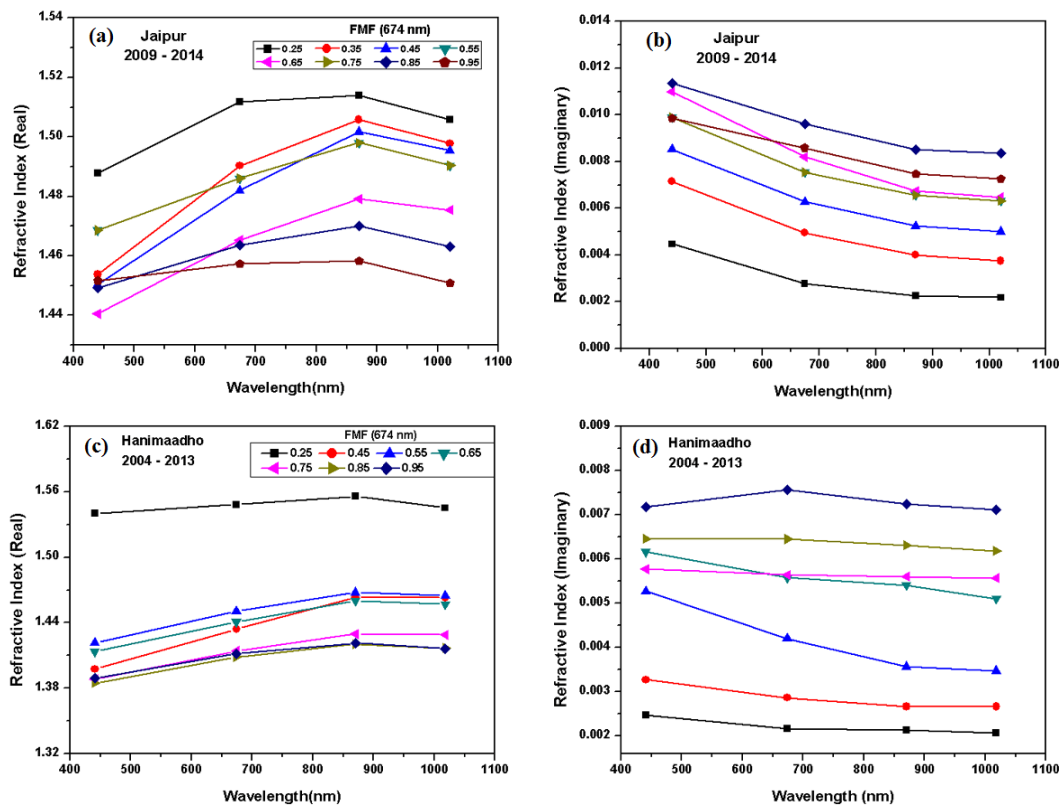 (a)
Jaipur
2009 - 2014
FMF (674 nm)
0.25 0.35 0.45 0.55
0.65 0.75 0.85 0.95
Refractive Index (Real)
1.54
1.52
1.50
1.48
1.46
1.44
400 500 600 700 800 900 1000 1100
Wavelength(nm)
(b)
Jaipur
2009 - 2014
Refractive Index (Imaginary)
0.014
0.012
0.010
0.008
0.006
0.004
0.002
0.000
400 500 600 700 800 900 1000 1100
Wavelength(nm)
(c)
Hanimaadho
2004 - 2013
FMF (674 nm)
0.25 0.45 0.55 0.65
0.75 0.85 0.95
Refractive Index (Real)
1.62
1.56
1.50
1.44
1.38
1.32
400 500 600 700 800 900 1000 1100
Wavelength(nm)
(d)
Hanimaadho
2004 - 2013
Refractive Index (Imaginary)
0.009
0.008
0.007
0.006
0.005
0.004
0.003
0.002
400 500 600 700 800 900 1000 1100
Wavelength (nm)